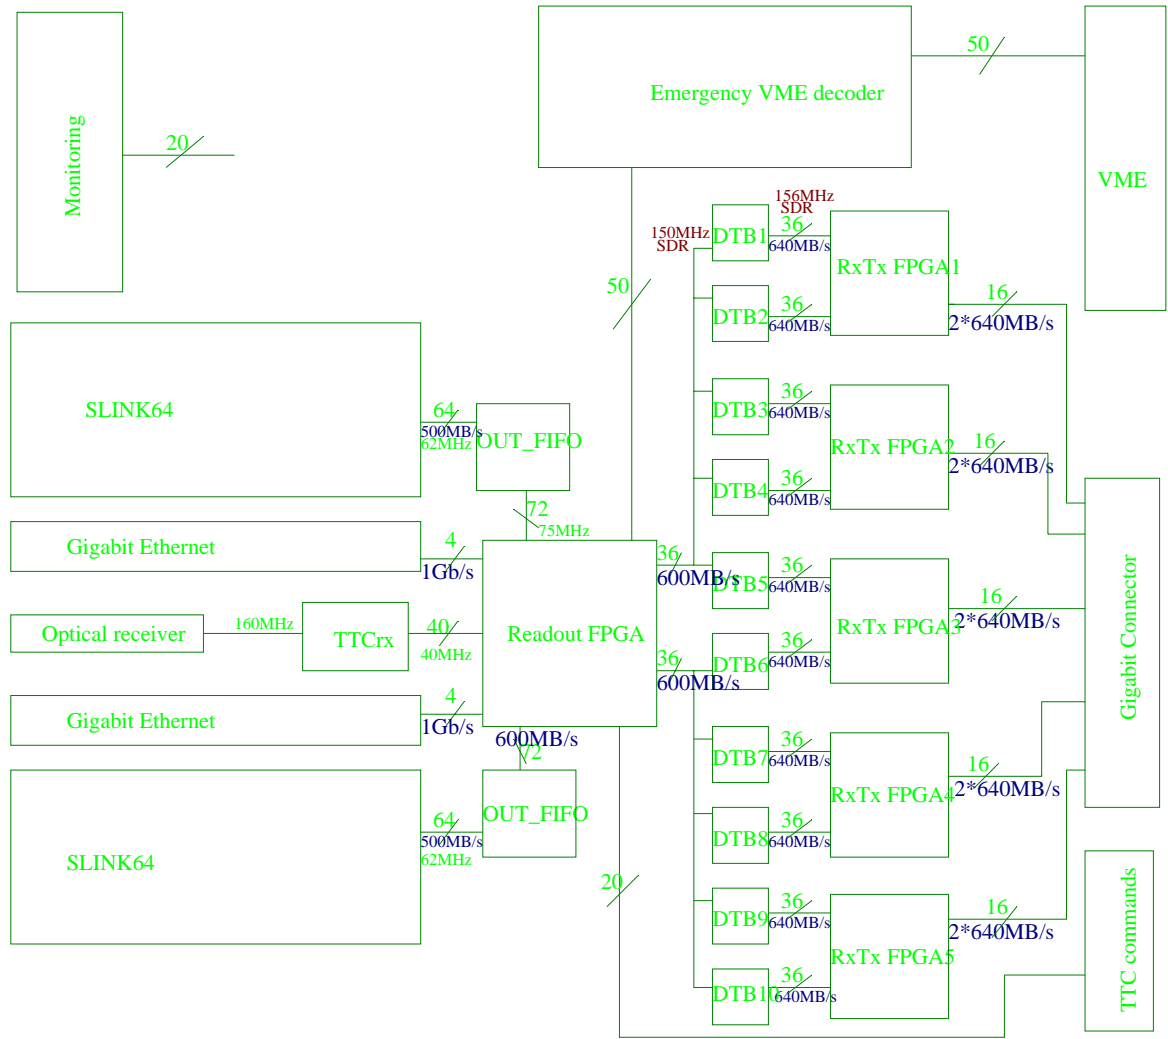 50
Emergency VME decoder
Monitoring
20
VME
156MHz
SDR
150MHz
SDR
DTB1
36
640MB/s
RxTx FPGA1
50
DTB2
36
640MB/s
16
2*640MB/s
SLINK64
64
500MB/s
62MHz
OUT_FIFO
DTB3
36
640MB/s
RxTx FPGA2
16
2*640MB/s
DTB4
36
640MB/s
72
75MHz
Gigabit Ethernet
4
1Gb/s
36
600MB/s
DTB5
36
640MB/s
RxTx FPGA3
16
2*640MB/s
Gigabit Connector
Optical receiver
160MHz
TTCrx
40
40MHz
Readout FPGA
36
600MB/s
DTB6
36
640MB/s
Gigabit Ethernet
4
1Gb/s
600MB/s
72
DTB7
36
640MB/s
RxTx FPGA4
16
2*640MB/s
SLINK64
64
500MB/s
62MHz
OUT_FIFO
DTB8
36
640MB/s
20
DTB9
36
640MB/s
RxTx FPGA5
16
2*640MB/s
DTB10
36
640MB/s
TTC commands